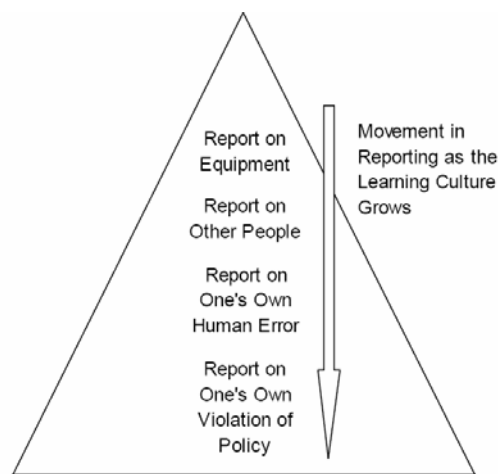 Report on
Equipment
Movement in
Reporting as the
Learning Culture
Grows
Report on
Other People
Report on
One's Own
Human Error
Report on
One's Own
Violation of
Policy